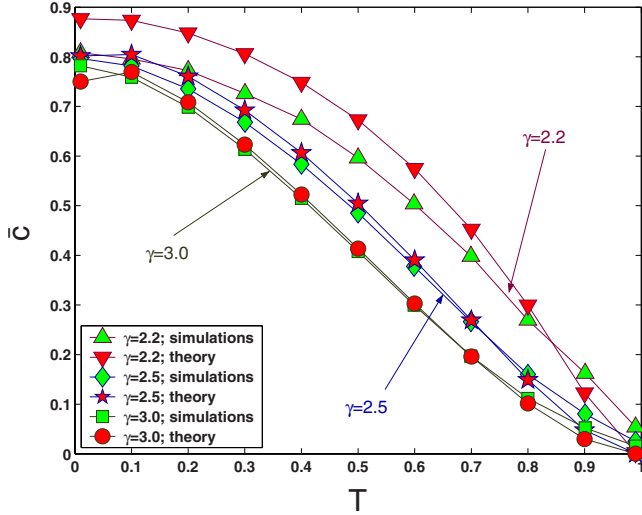 0.9
0.8
0.7
0.6
0.5
0.4
0.3
0.2
0.1
0
c̄
γ=2.2
γ=3.0
γ=2.5
γ=2.2; simulations
γ=2.2; theory
γ=2.5; simulations
γ=2.5; theory
γ=3.0; simulations
γ=3.0; theory
0 0.1 0.2 0.3 0.4 0.5 0.6 0.7 0.8 0.9 1
T